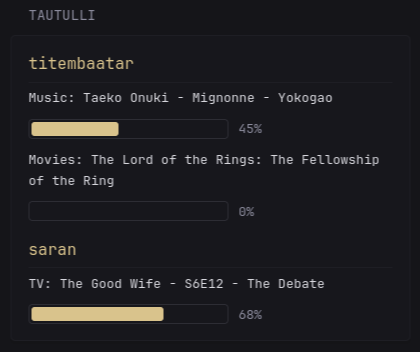 TAUTULLI
titembaatar
Music: Taeko Onuki - Mignonne - Yokogao
45%
Movies: The Lord of the Rings: The Fellowship
of the Ring
0%
saran
TV: The Good Wife - S6E12 - The Debate
68%